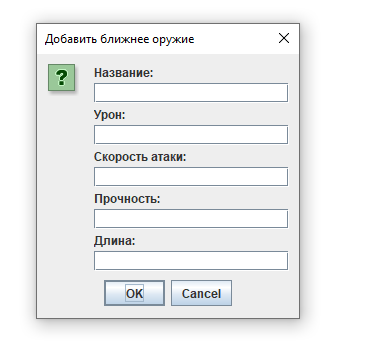 Добавить ближнее оружие
?
Название:
Урон:
Скорость атаки:
Прочность:
Длина:
OK Cancel